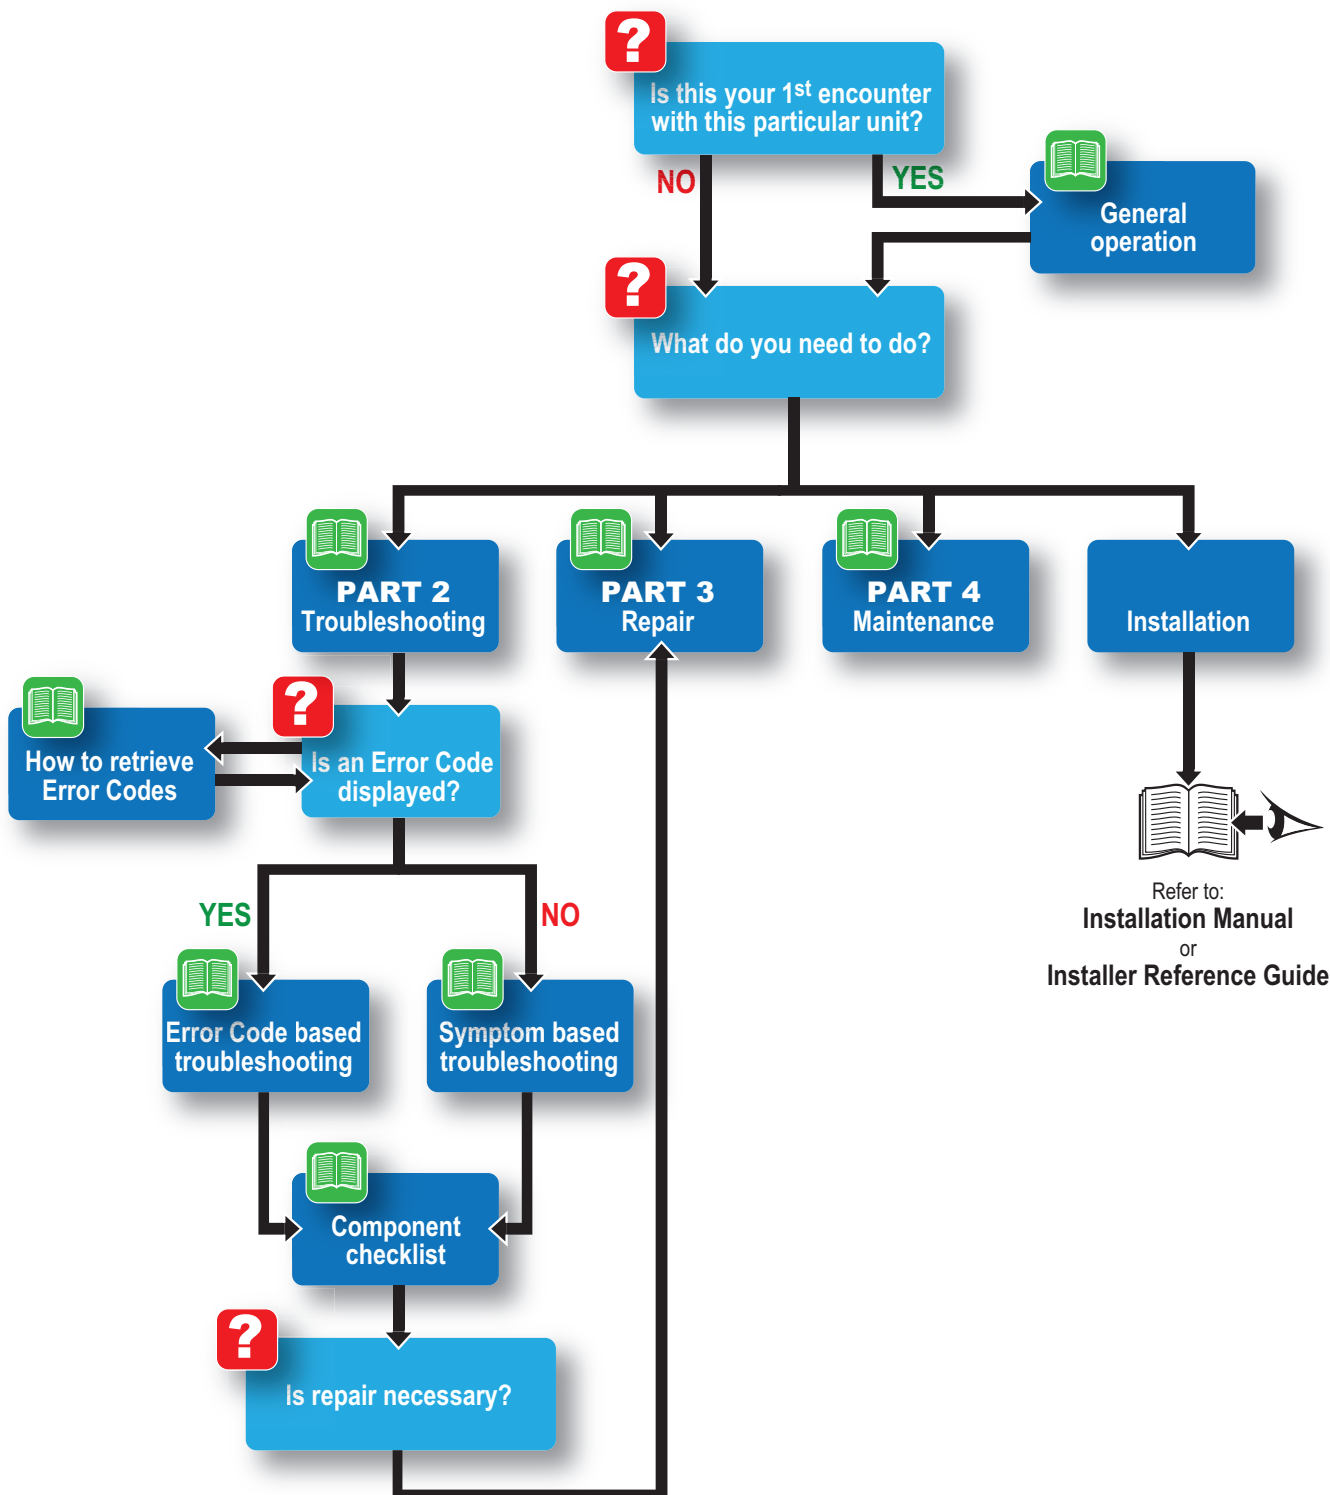 ?
Is this your 1st encounter
with this particular unit?
NO
YES
General
operation
?
What do you need to do?
PART 2
Troubleshooting
PART 3
Repair
PART 4
Maintenance
Installation
How to retrieve
Error Codes
?
Is an Error Code
displayed?
Refer to:
Installation Manual
or
Installer Reference Guide
YES
NO
Error Code based
troubleshooting
Symptom based
troubleshooting
Component
checklist
?
Is repair necessary?